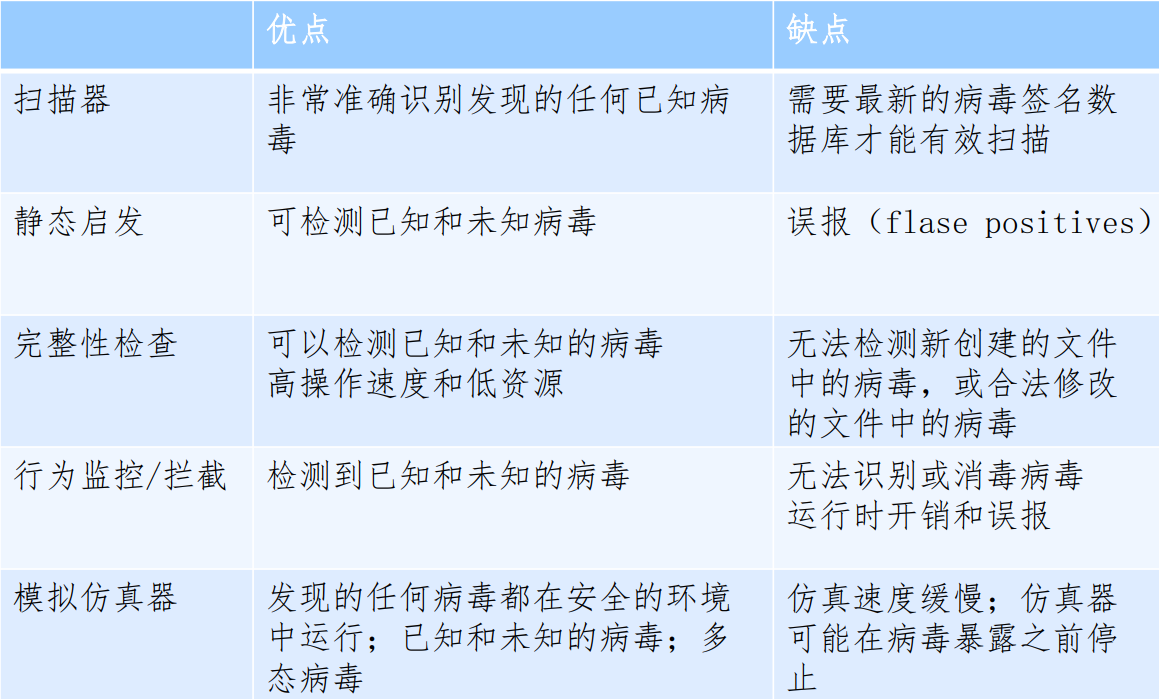 优点
缺点
扫描器
非常准确识别发现的任何已知病
毒
需要最新的病毒签名数
据库才能有效扫描
静态启发
可检测已知和未知病毒
误报（flase positives）
完整性检查
可以检测已知和未知的病毒
高操作速度和低资源
无法检测新创建的文件
中的病毒，或合法修改
的文件中的病毒
行为监控/拦截
检测到已知和未知的病毒
无法识别或消毒病毒
运行时开销和误报
模拟仿真器
发现的任何病毒都在安全的环境
中运行；已知和未知的病毒；多
态病毒
仿真速度缓慢；仿真器
可能在病毒暴露之前停
止